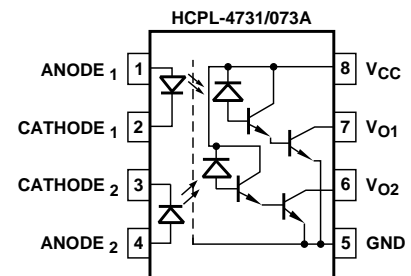 HCPL-4731/073A
ANODE 1 1 8 VCC
CATHODE 1 2 7 VO1
CATHODE 2 3 6 VO2
ANODE 2 4 5 GND